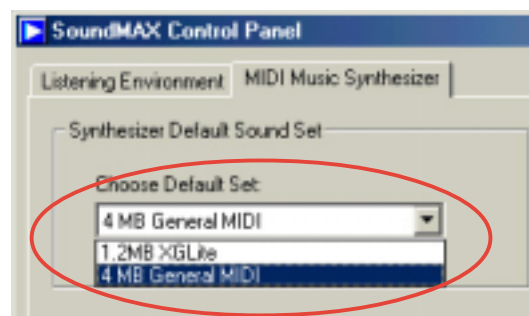 SoundMAX Control Panel
Listening Environment MIDI Music Synthesizer
Synthesizer Default Sound Set
Choose Default Set:
4 MB General MIDI
1.2MB XGLite
4 MB General MIDI